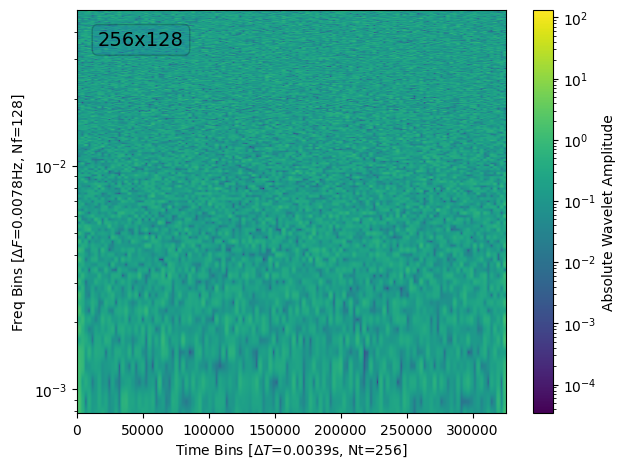 256x128
Freq Bins [ΔF=0.0078Hz, Nf=128]
10⁻²
10⁻³
0 50000 100000 150000 200000 250000 300000
Time Bins [ΔT=0.0039s, Nt=256]
10²
10¹
10⁰
10⁻¹
10⁻²
10⁻³
10⁻⁴
Absolute Wavelet Amplitude